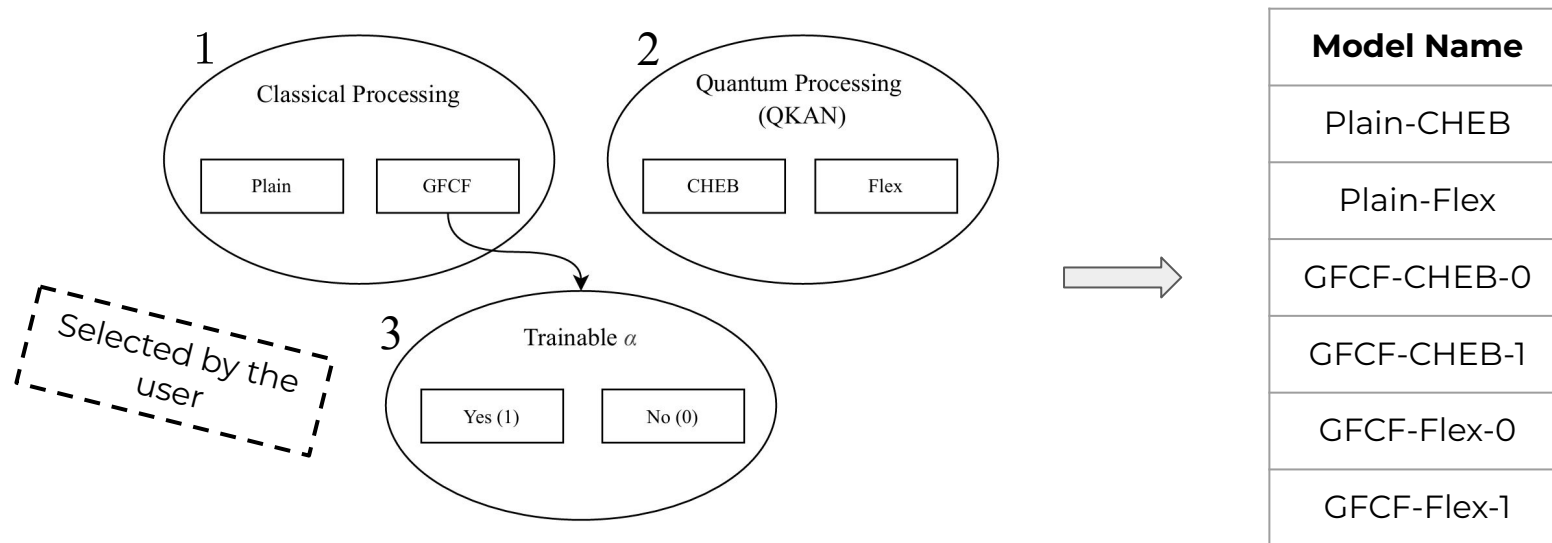 1
Classical Processing
Plain
GFCF
2
Quantum Processing
(QKAN)
CHEB
Flex
3
Trainable α
Yes (1)
No (0)
Selected by the
user
Model Name
Plain-CHEB
Plain-Flex
GFCF-CHEB-0
GFCF-CHEB-1
GFCF-Flex-0
GFCF-Flex-1